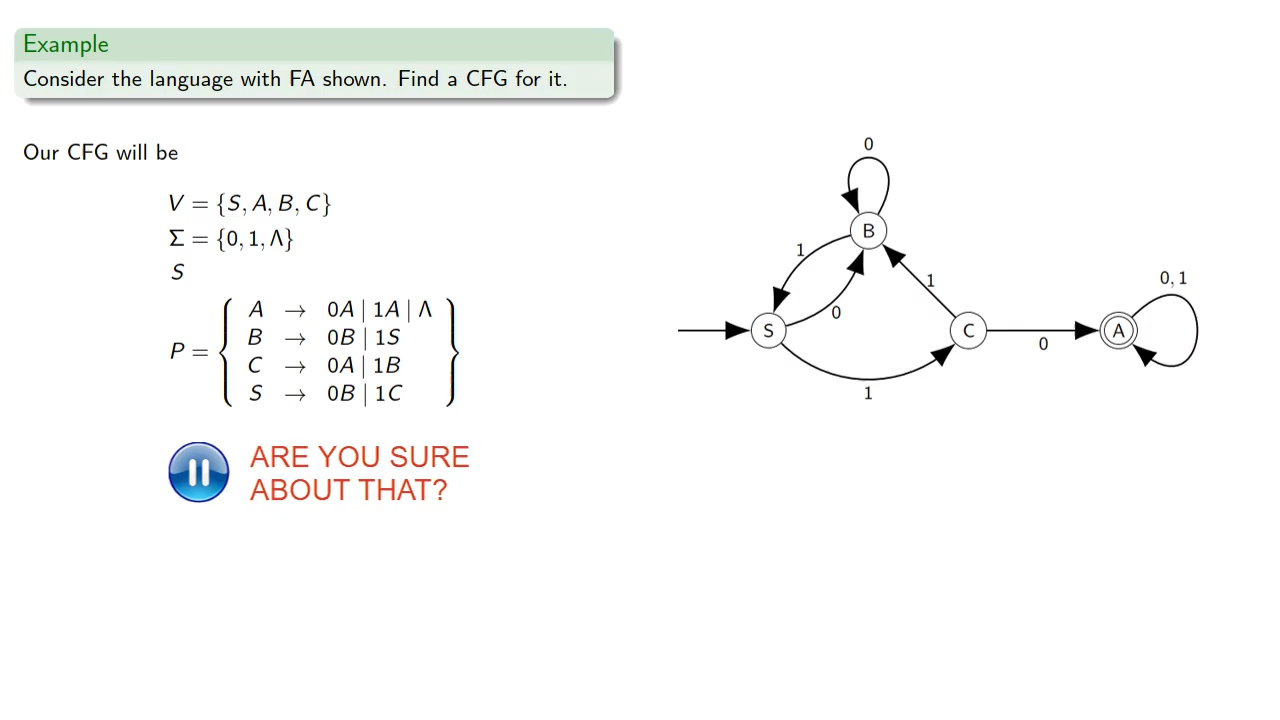 Example
Consider the language with FA shown. Find a CFG for it.
Our CFG will be
V = {S, A, B, C}
Σ = {0, 1, Λ}
S
P = { A → 0A | 1A | Λ
B → 0B | 1S
C → 0A | 1B
S → 0B | 1C }
ARE YOU SURE
ABOUT THAT?
0
B
1
0
1
0, 1
S
C
A
0
1